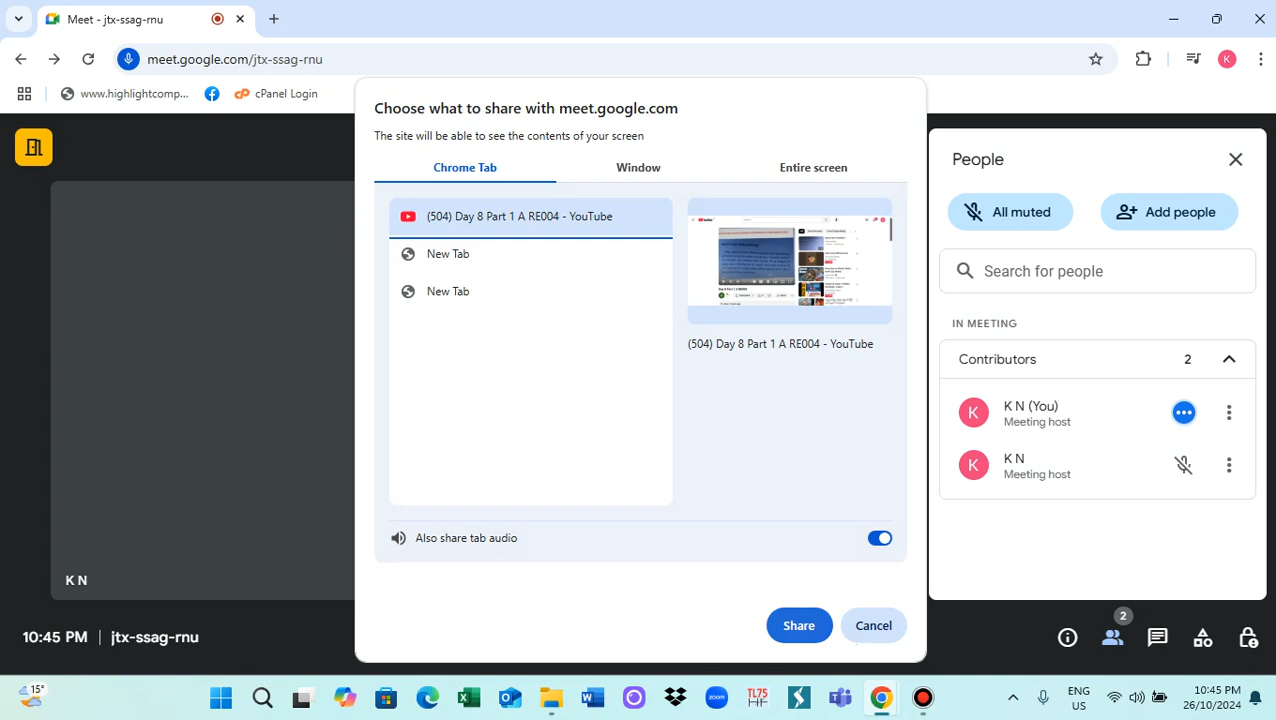 Meet - jtx-ssag-rnu
meet.google.com/jtx-ssag-rnu
K
www.highlightcomp...
cPanel Login
Choose what to share with meet.google.com
The site will be able to see the contents of your screen
Chrome Tab
Window
Entire screen
(504) Day 8 Part 1 A RE004 - YouTube
New Tab
New Tab
(504) Day 8 Part 1 A RE004 - YouTube
Also share tab audio
Share
Cancel
People
All muted
Add people
Search for people
IN MEETING
Contributors
2
K
K N (You)
Meeting host
K
K N
Meeting host
K N
10:45 PM
jtx-ssag-rnu
2
15°
zoom
TL75
ENG
US
10:45 PM
26/10/2024